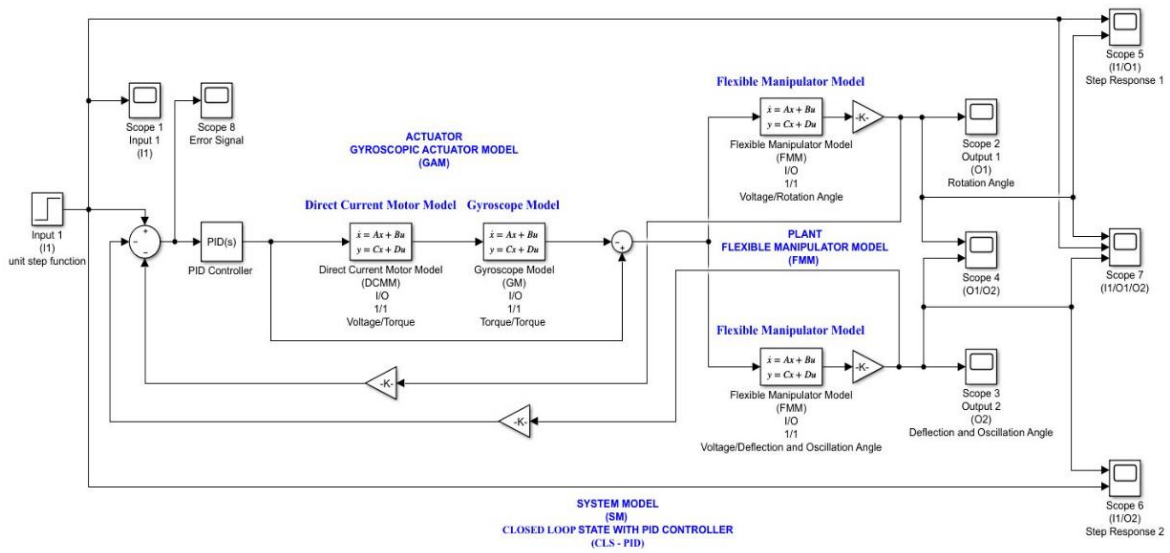 Scope 5
(I1/O1)
Step Response 1
Flexible Manipulator Model
ẋ = Ax + Bu
y = Cx + Du
-K-
Flexible Manipulator Model
(FMM)
I/O
1/1
Voltage/Rotation Angle
Scope 1
Input 1
(I1)
Scope 8
Error Signal
Scope 2
Output 1
(O1)
Rotation Angle
ACTUATOR
GYROSCOPIC ACTUATOR MODEL
(GAM)
Input 1
(I1)
unit step function
+
-
-
PID(s)
PID Controller
Direct Current Motor Model
ẋ = Ax + Bu
y = Cx + Du
Direct Current Motor Model
(DCMM)
I/O
1/1
Voltage/Torque
Gyroscope Model
ẋ = Ax + Bu
y = Cx + Du
Gyroscope Model
(GM)
I/O
1/1
Torque/Torque
-
+
PLANT
FLEXIBLE MANIPULATOR MODEL
(FMM)
Scope 4
(O1/O2)
Scope 7
(I1/O1/O2)
Flexible Manipulator Model
ẋ = Ax + Bu
y = Cx + Du
-K-
Flexible Manipulator Model
(FMM)
I/O
1/1
Voltage/Deflection and Oscillation Angle
Scope 3
Output 2
(O2)
Deflection and Oscillation Angle
-K-
-K-
Scope 6
(I1/O2)
Step Response 2
SYSTEM MODEL
(SM)
CLOSED LOOP STATE WITH PID CONTROLLER
(CLS - PID)